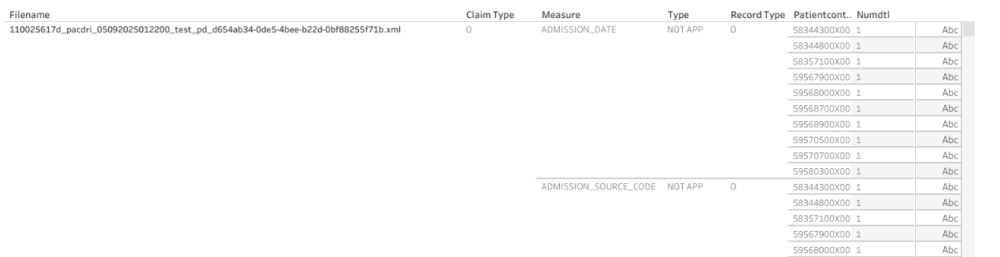 Filename Claim Type Measure Type Record Type Patientcont.. Numdtl
110025617d_pacdri_05092025012200_test_pd_d654ab34-0de5-4bee-b22d-0bf88255f71b.xml O ADMISSION_DATE NOT APP O 58344300X00 1 Abc
58344800X00 1 Abc
58357100X00 1 Abc
59567900X00 1 Abc
59568000X00 1 Abc
59568700X00 1 Abc
59568900X00 1 Abc
59570500X00 1 Abc
59570700X00 1 Abc
59580300X00 1 Abc
ADMISSION_SOURCE_CODE NOT APP O 58344300X00 1 Abc
58344800X00 1 Abc
58357100X00 1 Abc
59567900X00 1 Abc
59568000X00 1 Abc